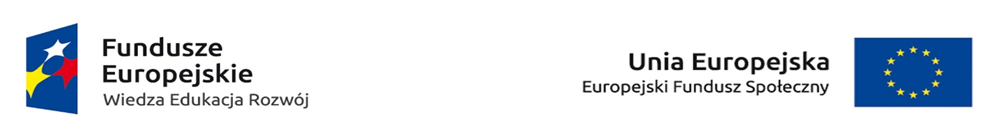 Fundusze
Europejskie
Wiedza Edukacja Rozwój
Unia Europejska
Europejski Fundusz Społeczny